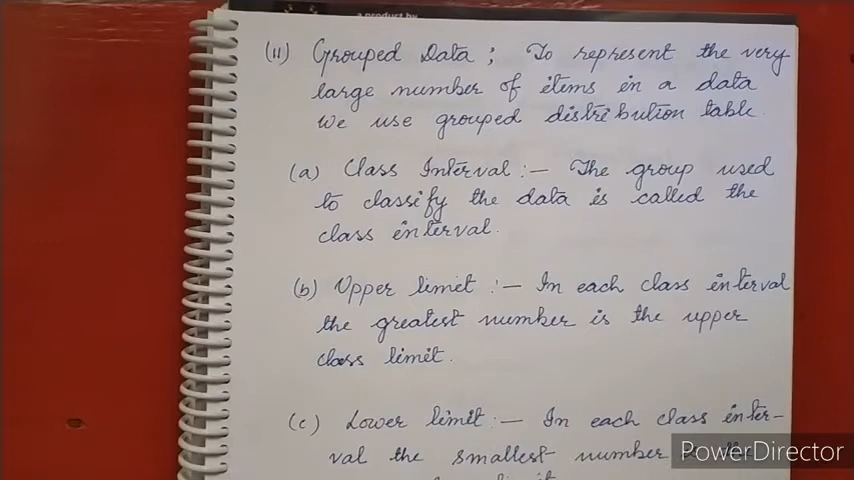 a product by
(ii) Grouped Data ; To represent the very
large number of items in a data
we use grouped distribution table.
(a) Class Interval :— The group used
to classify the data is called the
class interval.
(b) Upper limit :— In each class interval
the greatest number is the upper
class limit.
(c) Lower limit :— In each class inter-
val the smallest number
limit
PowerDirector